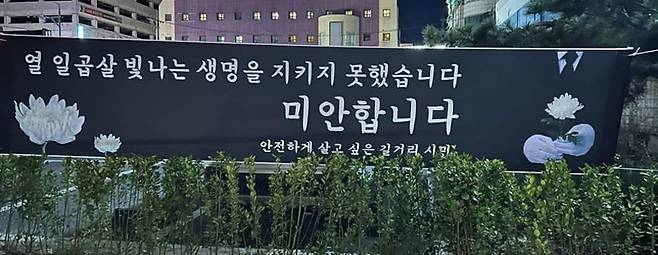 열 일곱살 빛나는 생명을 지키지 못했습니다
미안합니다
안전하게 살고 싶은 길거리 시민